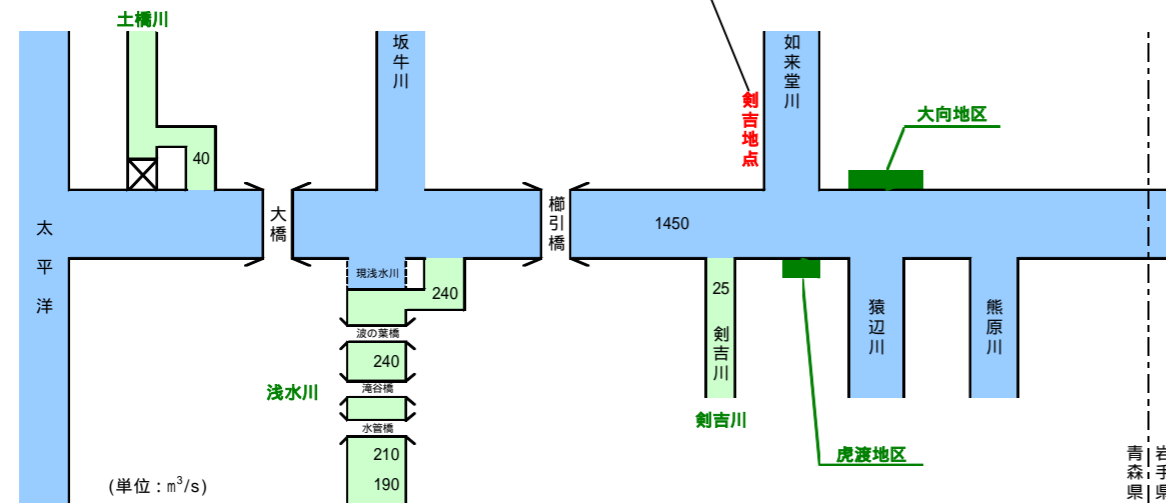 土橋川
坂牛川
如来堂川
剣吉地点
大向地区
40
太平洋
大橋
櫛引橋
1450
現浅水川
240
25
剣吉川
猿辺川
熊原川
波の葉橋
240
浅水川
滝谷橋
剣吉川
水管橋
210
虎渡地区
190
(単位：m³/s)
青森県
岩手県